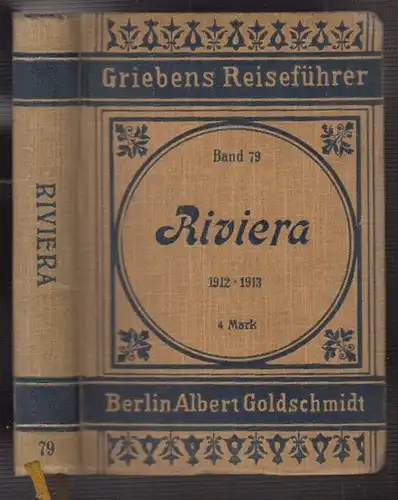 RIVIERA
79
Griebens Reiseführer
Band 79
Riviera
1912 · 1913
4 Mark
Berlin Albert Goldschmidt